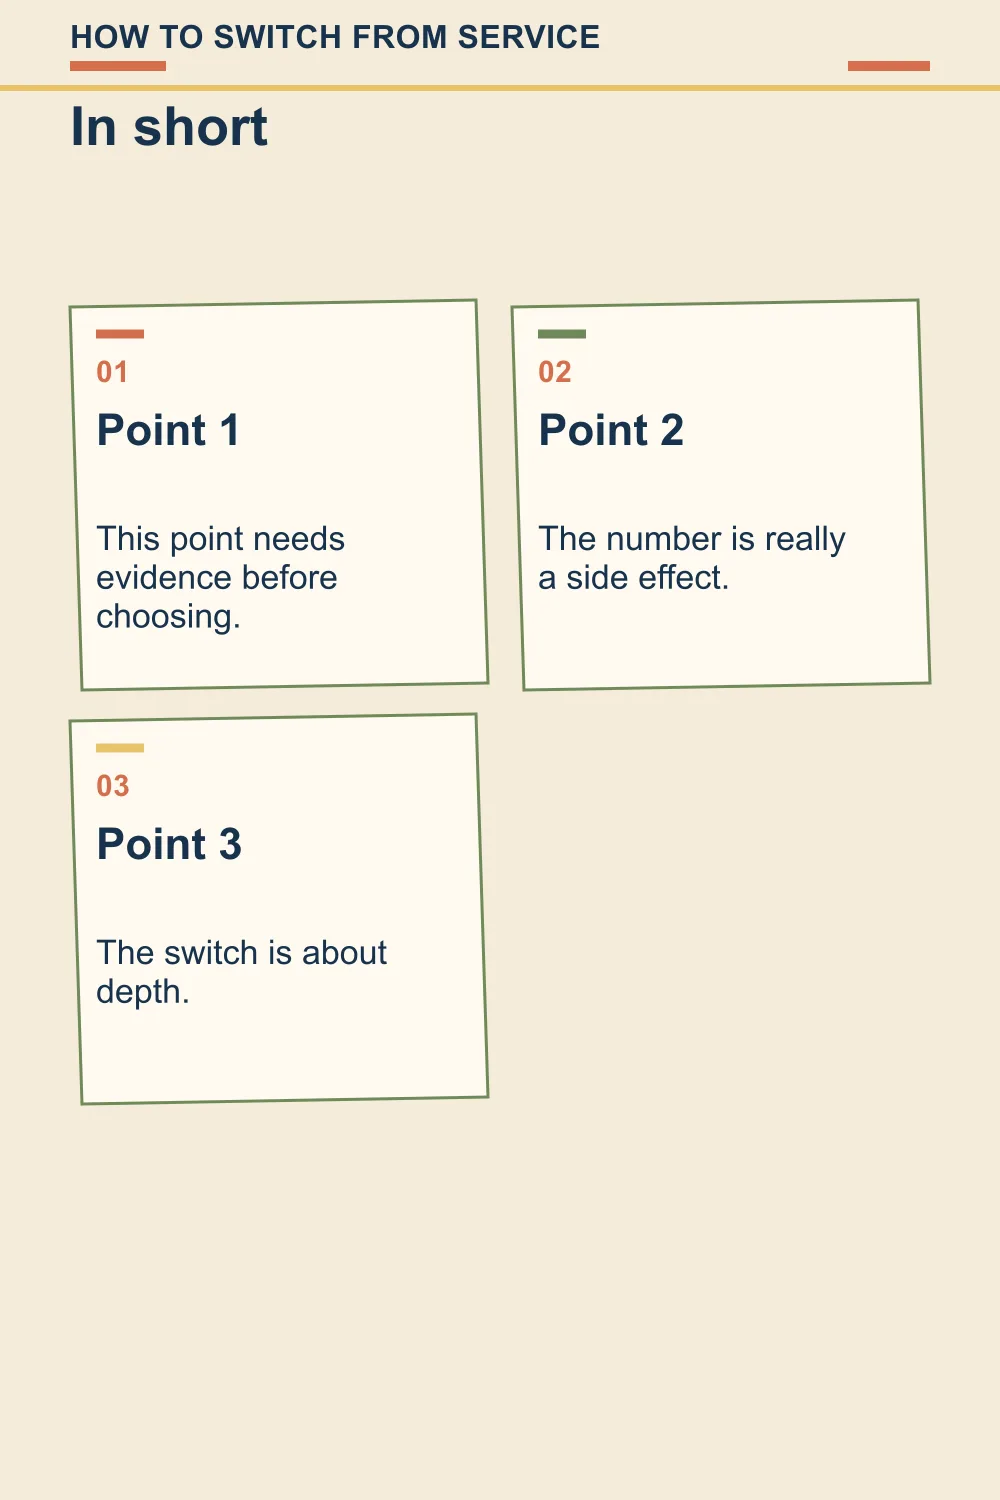 HOW TO SWITCH FROM SERVICE
In short
01
Point 1
This point needs
evidence before
choosing.
02
Point 2
The number is really
a side effect.
03
Point 3
The switch is about
depth.